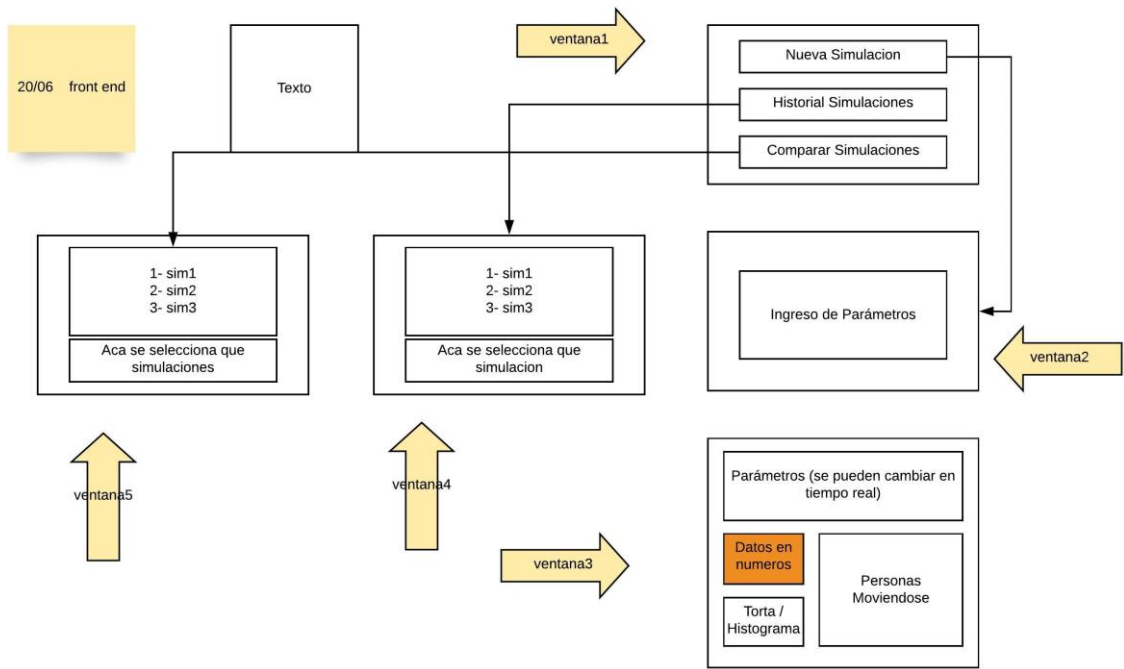 20/06 front end
Texto
ventana1
Nueva Simulacion
Historial Simulaciones
Comparar Simulaciones
1- sim1
2- sim2
3- sim3
Aca se selecciona que
simulaciones
1- sim1
2- sim2
3- sim3
Aca se selecciona que
simulacion
Ingreso de Parámetros
ventana2
ventana5
ventana4
ventana3
Parámetros (se pueden cambiar en
tiempo real)
Datos en
numeros
Personas
Moviendose
Torta /
Histograma